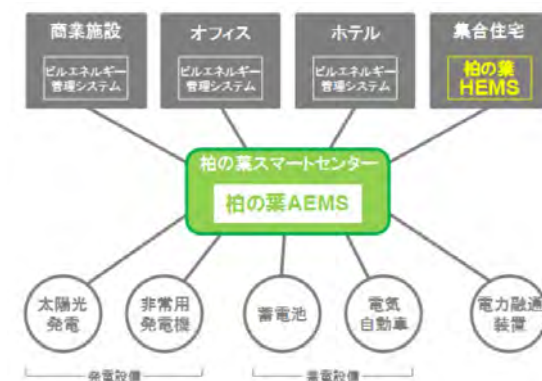 商業施設
オフィス
ホテル
集合住宅
ビルエネルギー
管理システム
ビルエネルギー
管理システム
ビルエネルギー
管理システム
柏の葉
HEMS
柏の葉スマートセンター
柏の葉AEMS
太陽光
発電
非常用
発電機
蓄電池
電気
自動車
電力融通
装置
発電設備
蓄電設備